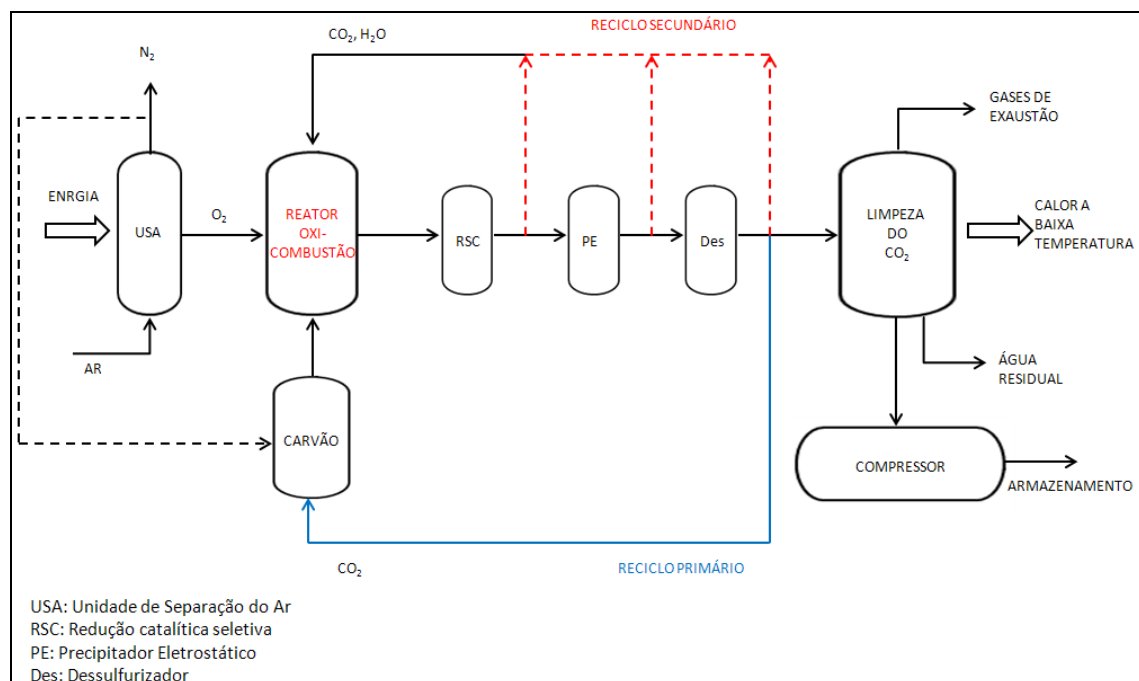 RECICLO SECUNDÁRIO
CO₂, H₂O
N₂
GASES DE
EXAUSTÃO
ENRGIA
USA
O₂
REATOR
OXI-
COMBUSTÃO
RSC
PE
Des
LIMPEZA
DO
CO₂
CALOR A
BAIXA
TEMPERATURA
AR
ÁGUA
RESIDUAL
CARVÃO
COMPRESSOR
ARMAZENAMENTO
CO₂
RECICLO PRIMÁRIO
USA: Unidade de Separação do Ar
RSC: Redução catalítica seletiva
PE: Precipitador Eletrostático
Des: Dessulfurizador